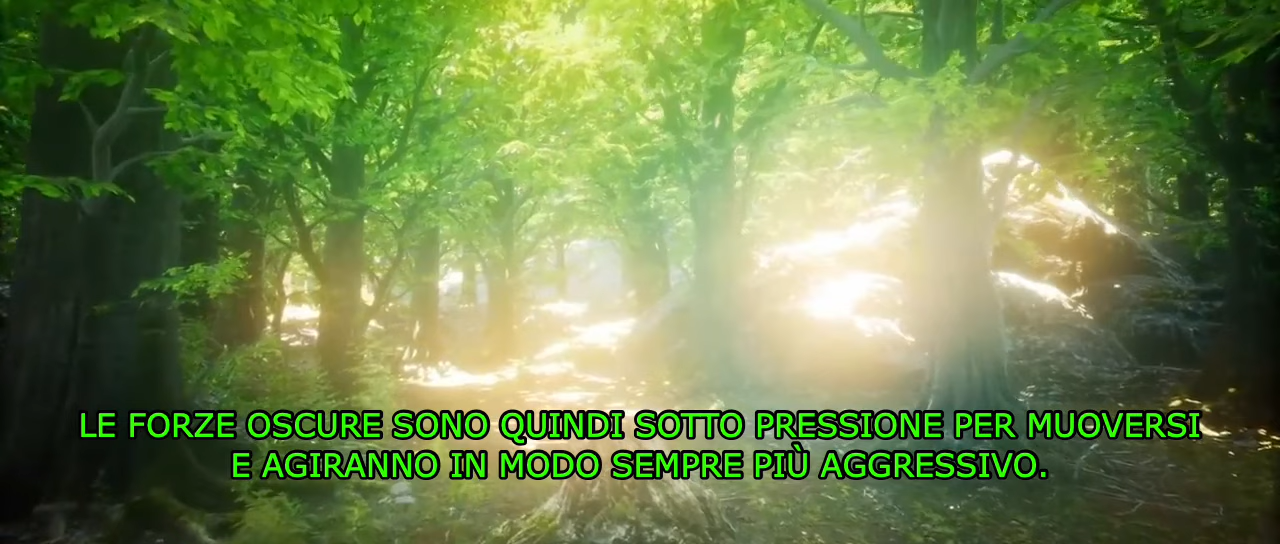 LE FORZE OSCURE SONO QUINDI SOTTO PRESSIONE PER MUOVERSI
E AGIRANNO IN MODO SEMPRE PIÙ AGGRESSIVO.